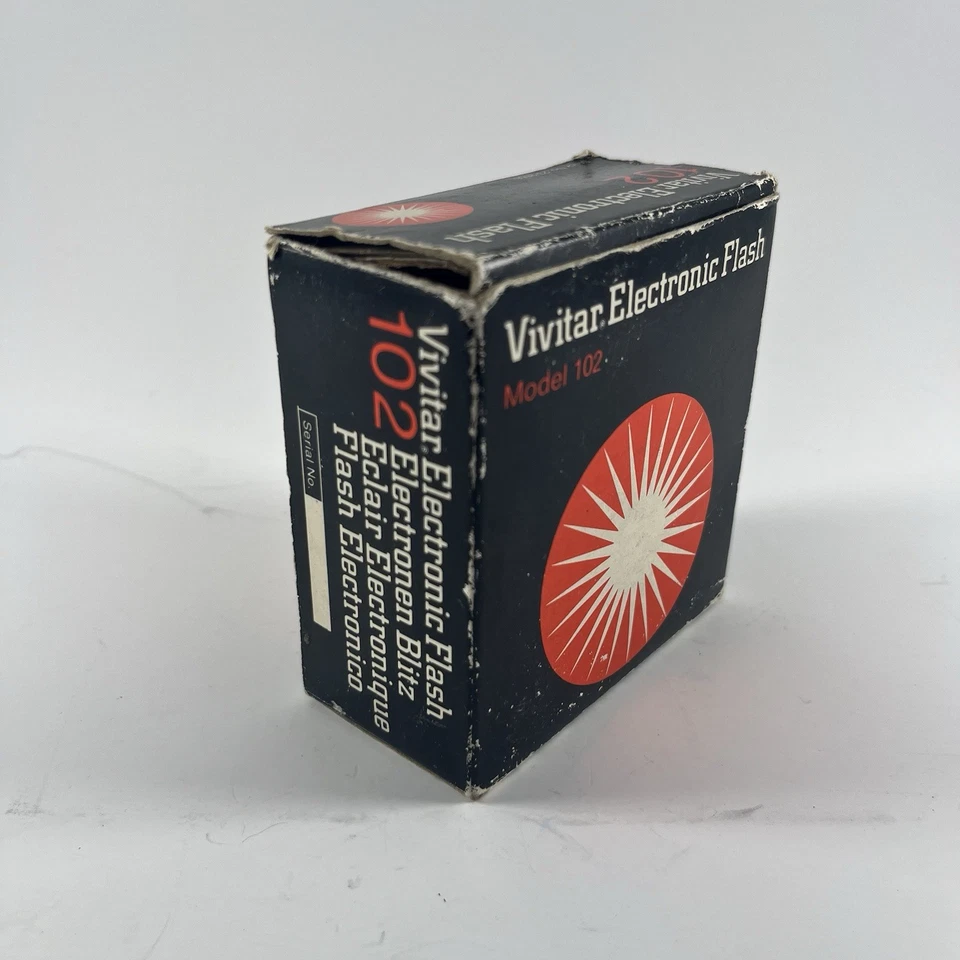 Vivitar Electronic Flash
102
Vivitar Electronic Flash
Model 102
Vivitar Electronic Flash
102 Electronen Blitz
Eclair Electronique
Flash Electronico
Serial No.